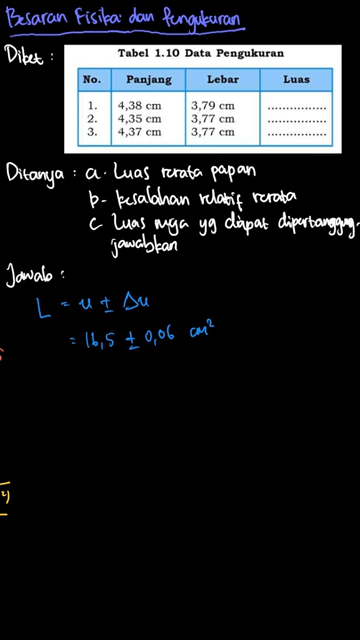 Besaran Fisika dan Pengukuran
Diket :
Tabel 1.10 Data Pengukuran
No. Panjang Lebar Luas
1. 4,38 cm 3,79 cm ................
2. 4,35 cm 3,77 cm ................
3. 4,37 cm 3,77 cm ................
Ditanya : a. Luas rerata papan
b. kesalahan relatif rerata
c. Luas meja yg dapat dipertanggung-
jawabkan
Jawab :
L = u ± Δu
= 16,5 ± 0,06 cm²
²)